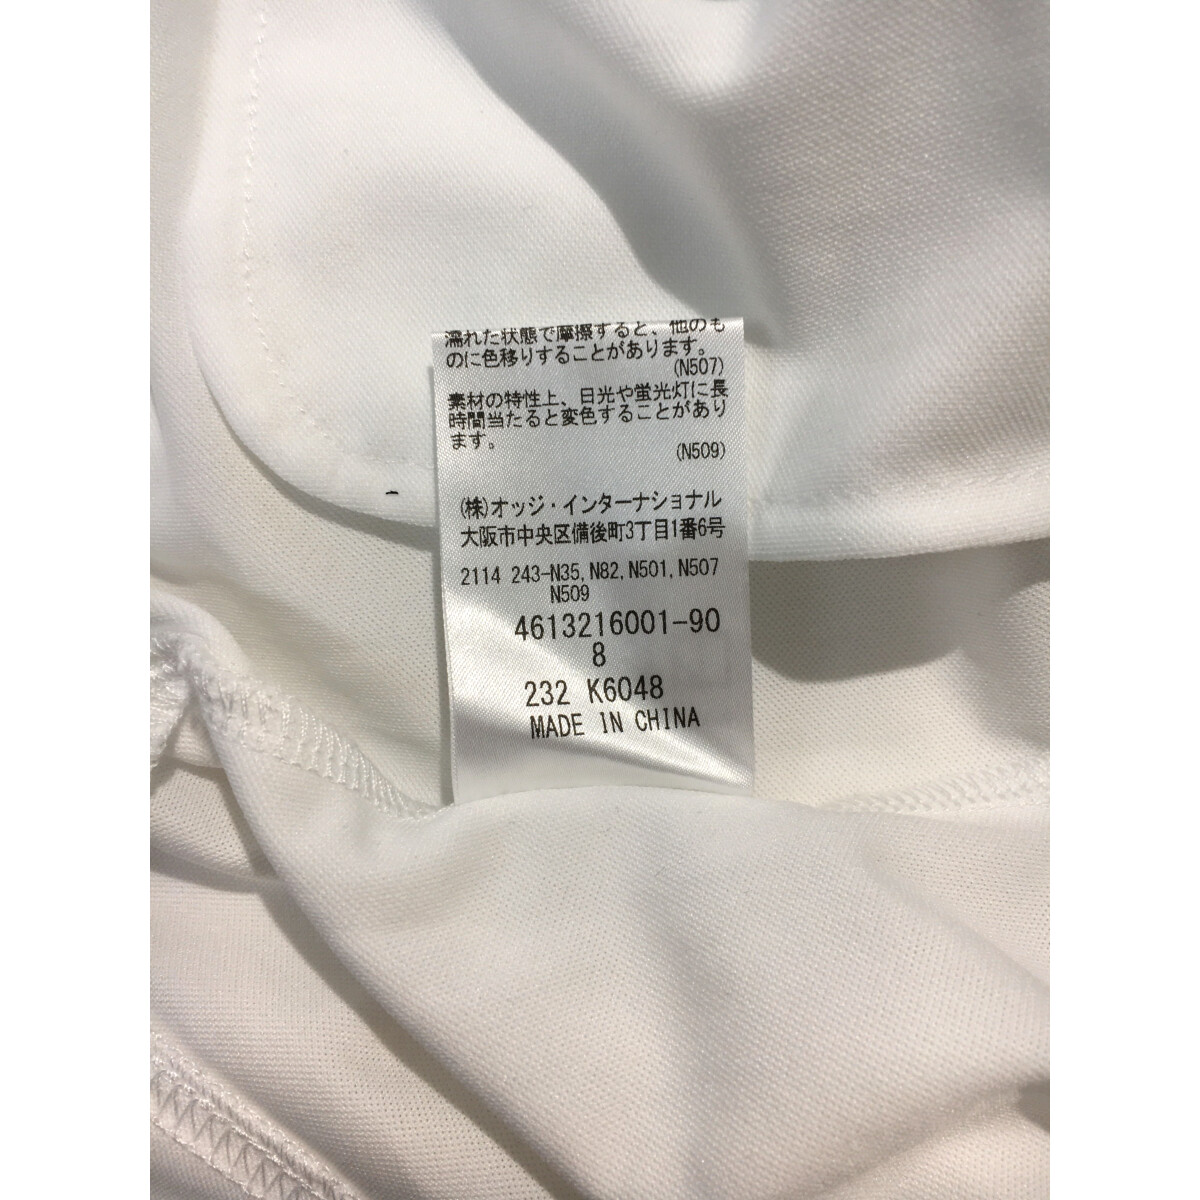 濡れた状態で摩擦すると、他のも
のに色移りすることがあります。
(N507)
素材の特性上、日光や蛍光灯に長
時間当たると変色することがあり
ます。
(N509)
(株)オッジ・インターナショナル
大阪市中央区備後町3丁目1番6号
2114 243-N35,N82,N501,N507
N509
4613216001-90
8
232 K6048
MADE IN CHINA